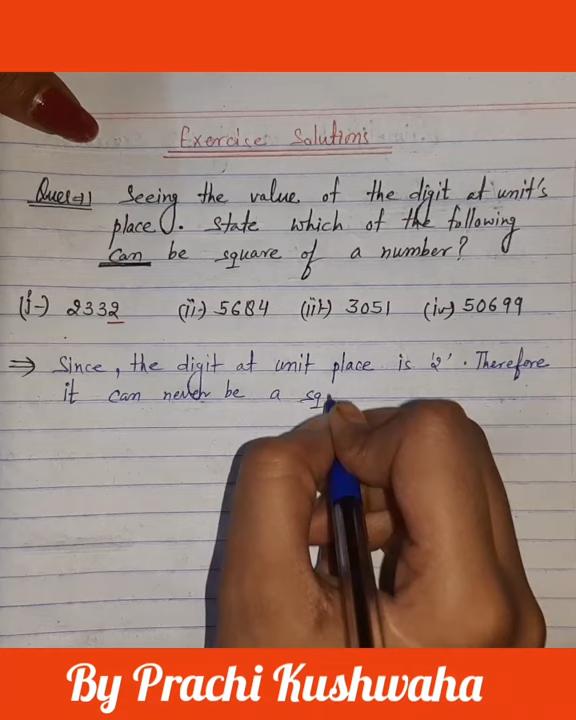 Exercise Solutions
Ques⇒1 Seeing the value of the digit at unit's
place. State which of the following
can be square of a number?
(i-) 2332 (ii-) 5684 (iii-) 3051 (iv-) 50699
⇒ Since, the digit at unit place is '2'. Therefore
it can never be a sq
By Prachi Kushwaha